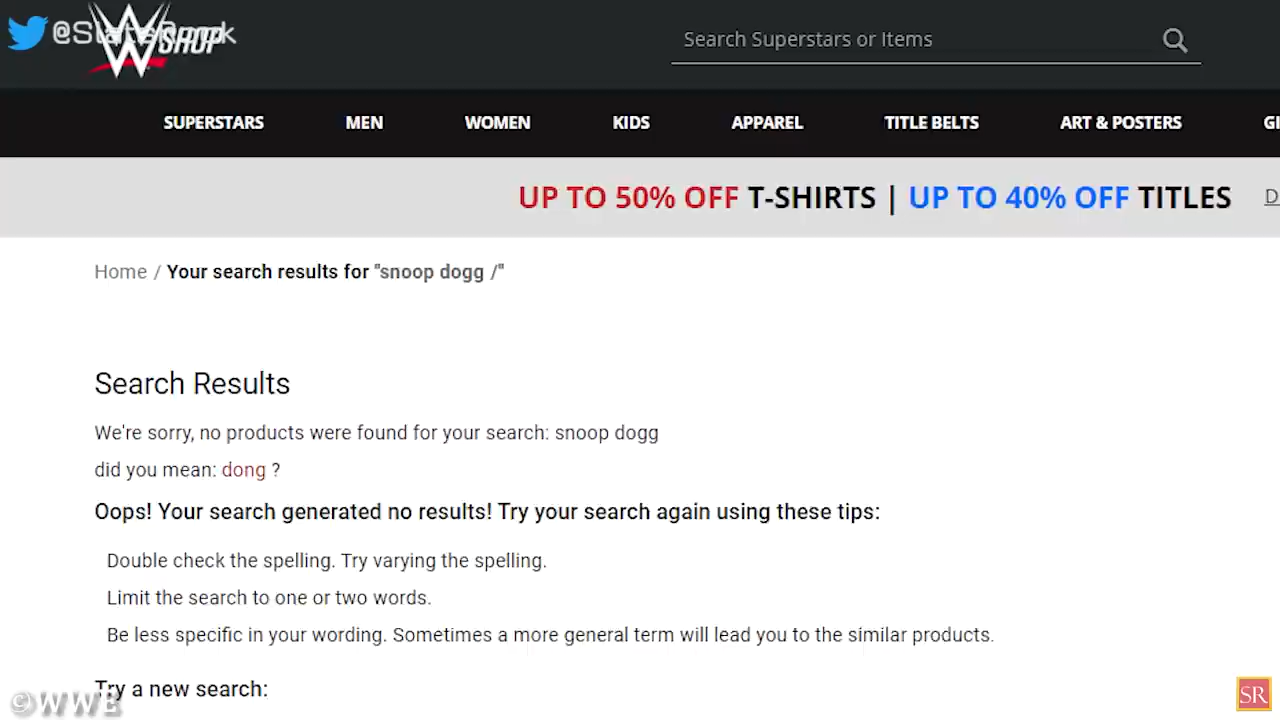 SHOP
Search Superstars or Items
SUPERSTARS MEN WOMEN KIDS APPAREL TITLE BELTS ART & POSTERS
UP TO 50% OFF T-SHIRTS | UP TO 40% OFF TITLES
Home / Your search results for "snoop dogg /"
Search Results
We're sorry, no products were found for your search: snoop dogg
did you mean: dong ?
Oops! Your search generated no results! Try your search again using these tips:
Double check the spelling. Try varying the spelling.
Limit the search to one or two words.
Be less specific in your wording. Sometimes a more general term will lead you to the similar products.
Try a new search:
©WWE
SR